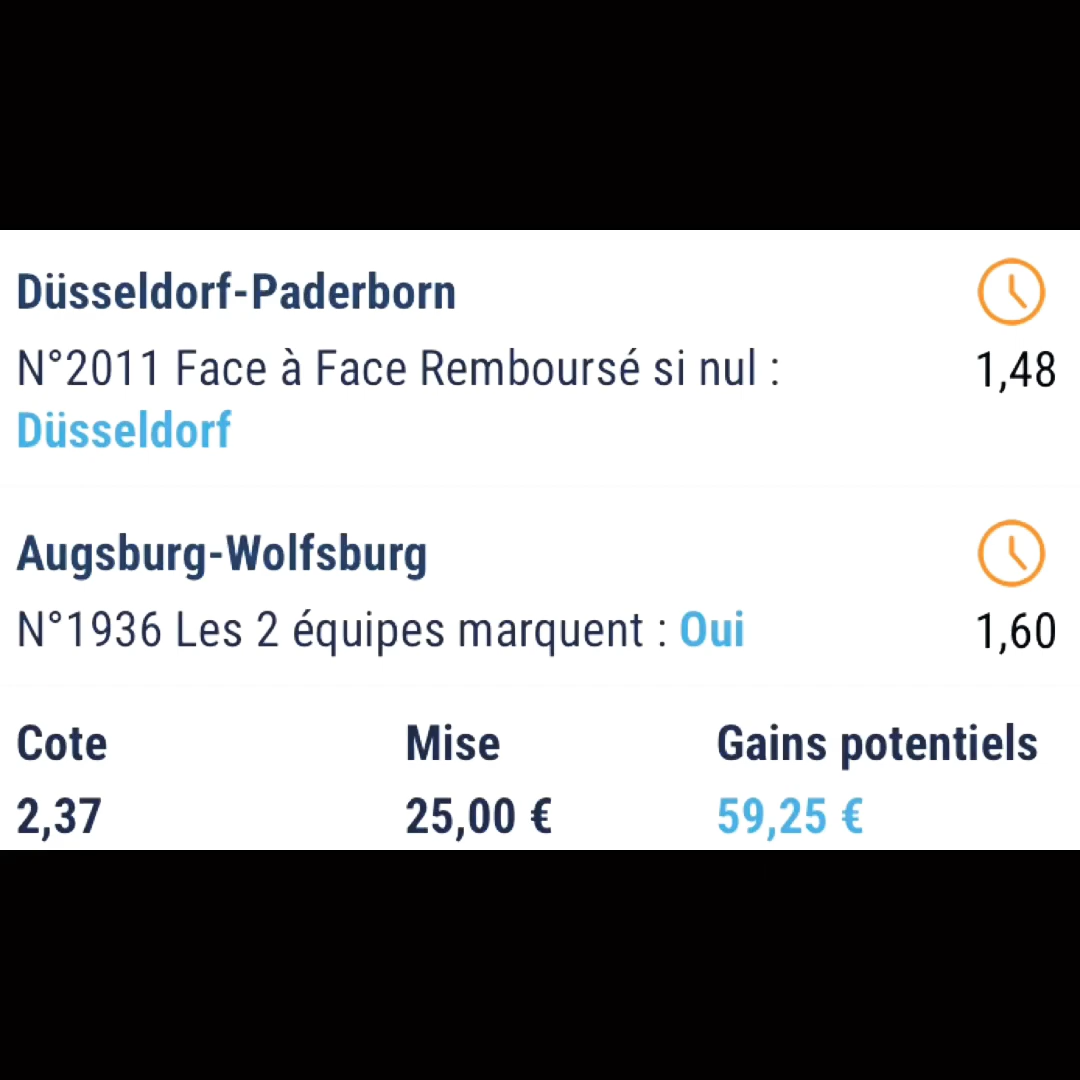 Düsseldorf-Paderborn
N°2011 Face à Face Remboursé si nul :
1,48
Düsseldorf
Augsburg-Wolfsburg
N°1936 Les 2 équipes marquent : Oui
1,60
Cote Mise Gains potentiels
2,37 25,00 € 59,25 €